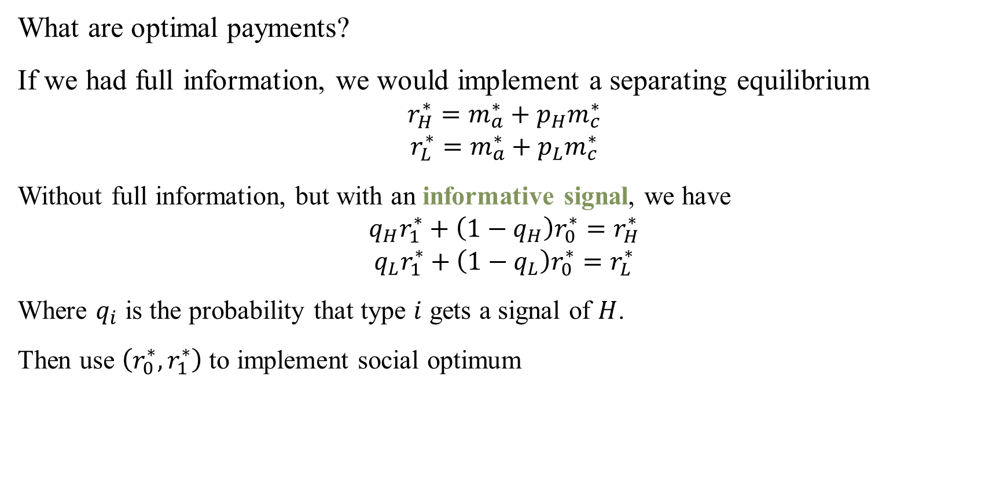 What are optimal payments?
If we had full information, we would implement a separating equilibrium
r_H^* = m_a^* + p_H m_c^*
r_L^* = m_a^* + p_L m_c^*
Without full information, but with an informative signal, we have
q_H r_1^* + (1 − q_H)r_0^* = r_H^*
q_L r_1^* + (1 − q_L)r_0^* = r_L^*
Where q_i is the probability that type i gets a signal of H.
Then use (r_0^*, r_1^*) to implement social optimum